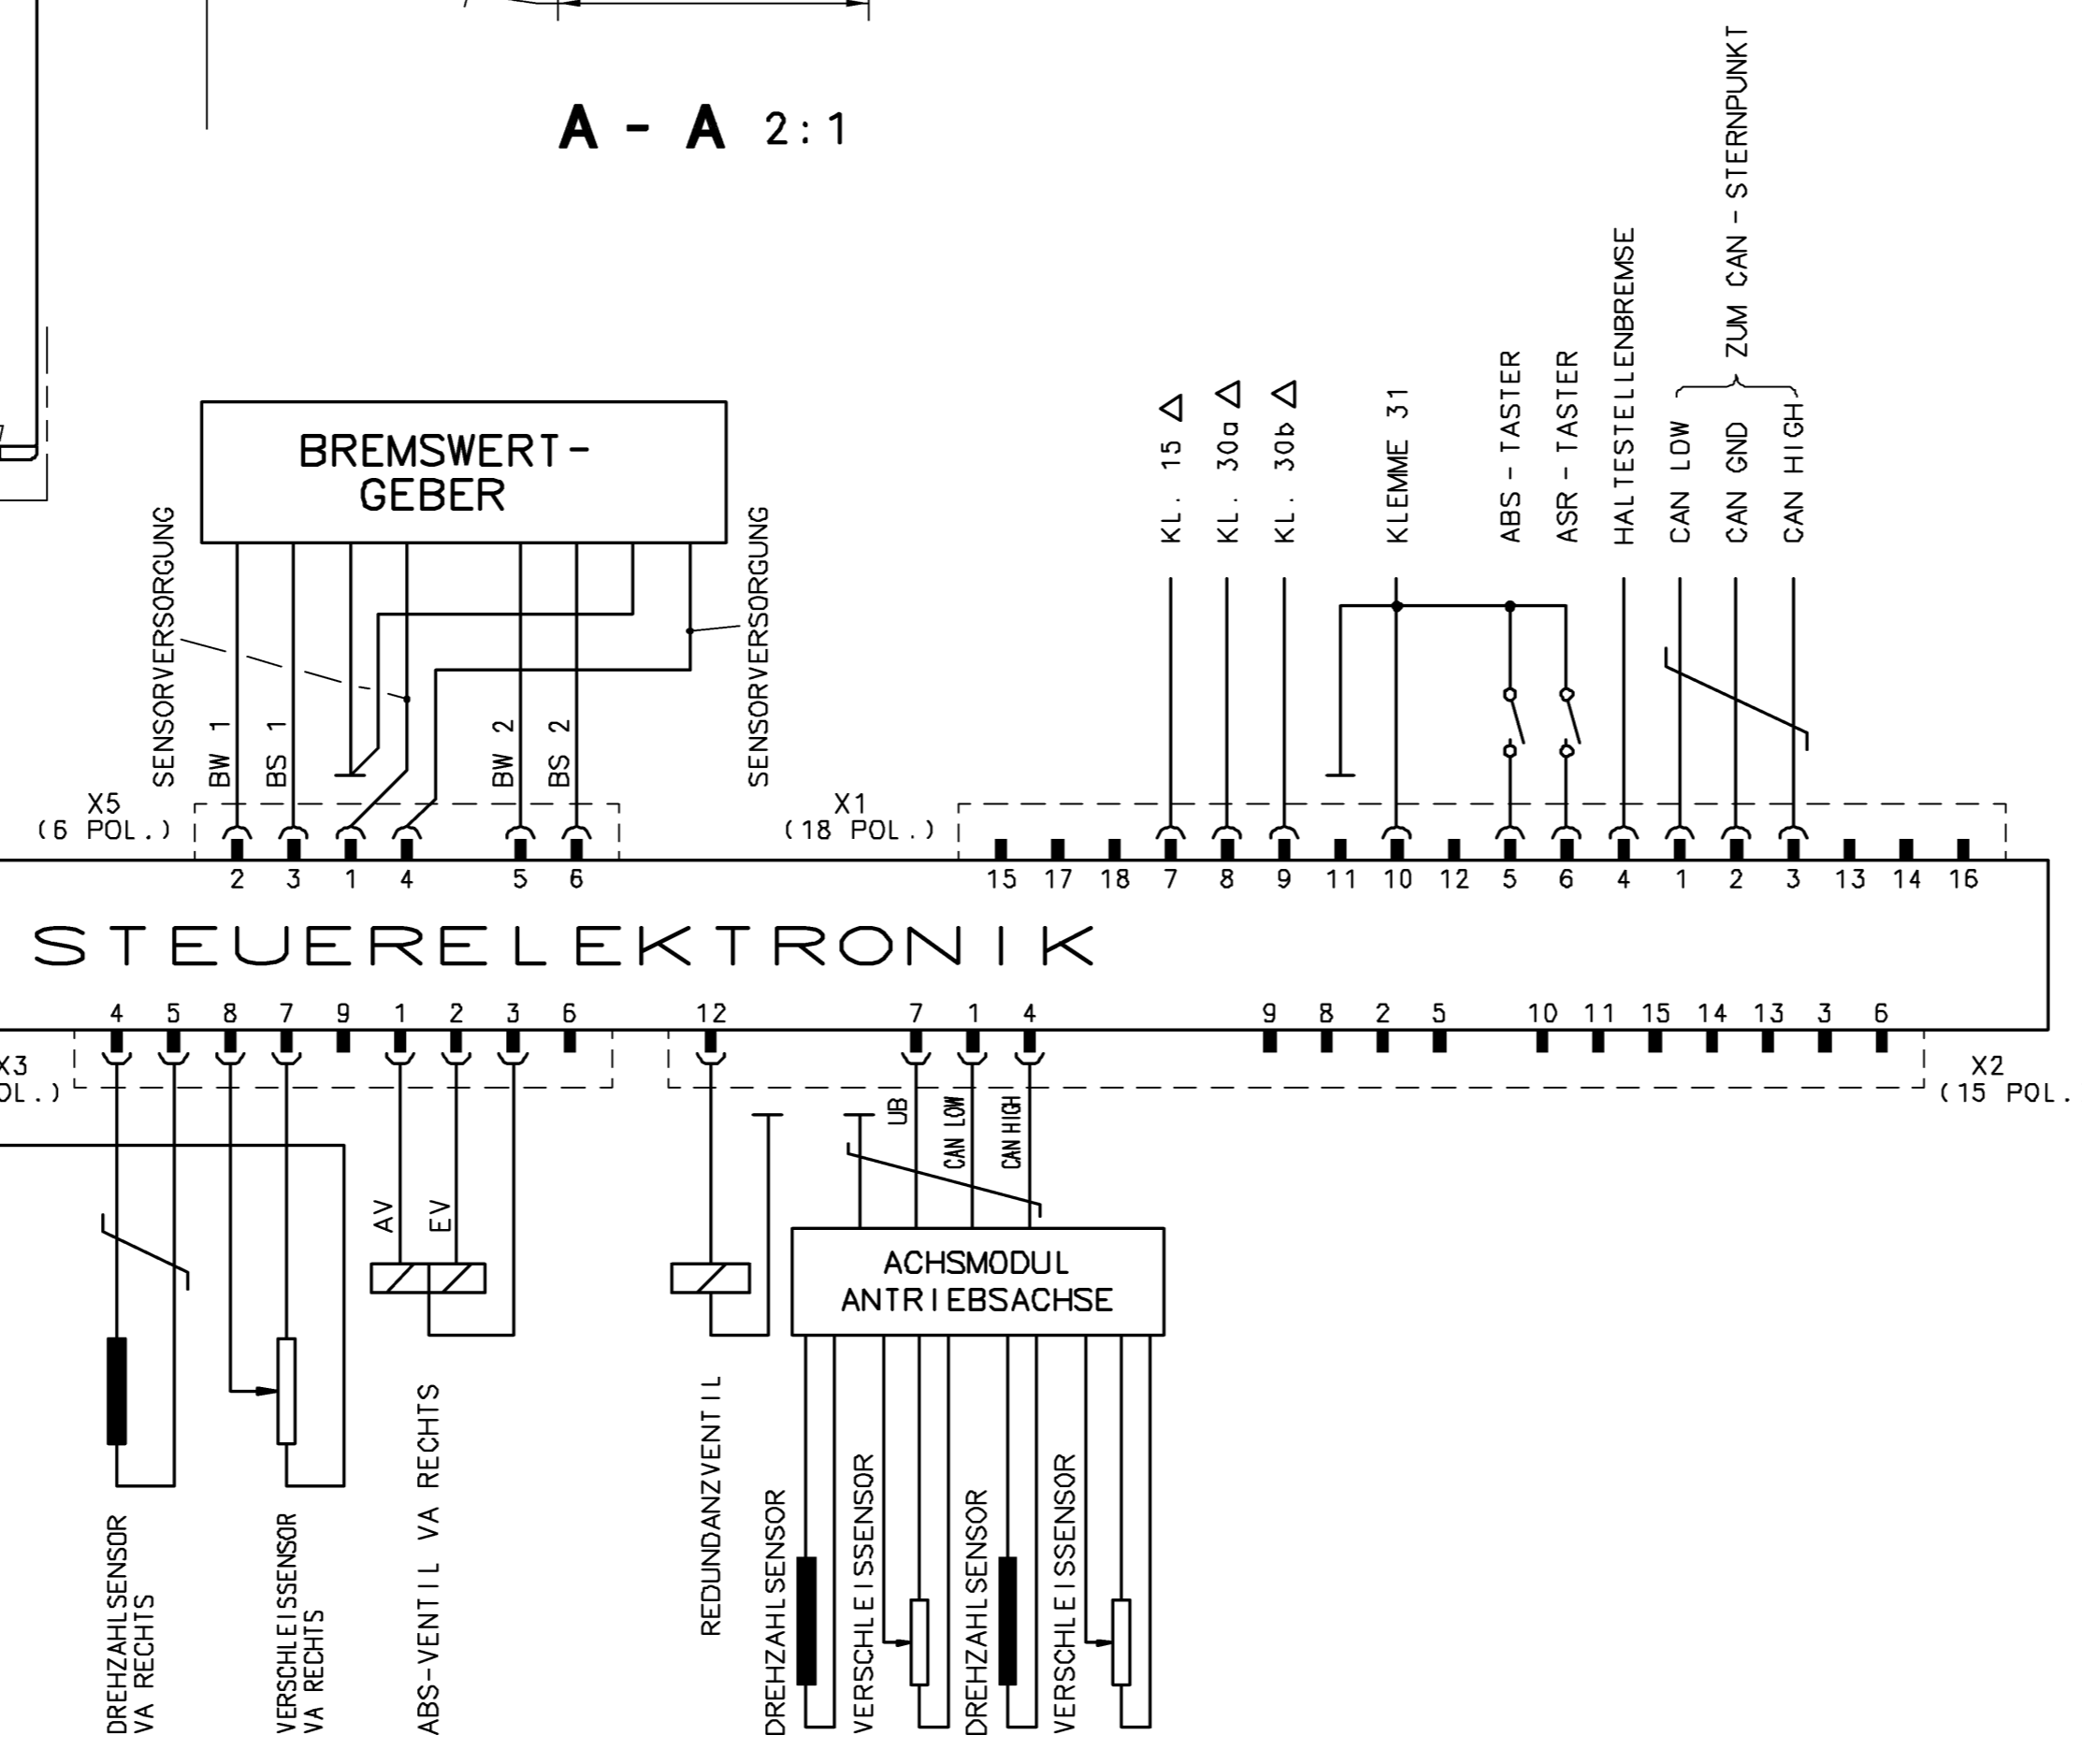 A - A 2:1
ZUM CAN-STERNPUNKT
BREMSWERT-
GEBER
SENSORVERSORGUNG
BW 1
BS 1
BW 2
BS 2
SENSORVERSORGUNG
KL. 15
KL. 30a
KL. 30b
KLEMME 31
ABS-TASTER
ASR-TASTER
HALTESTELLENBREMSE
CAN LOW
CAN GND
CAN HIGH
X5
(6 POL.)
X1
(18 POL.)
2 3 1 4 5 6
15 17 18 7 8 9 11 10 12 5 6 4 1 2 3 13 14 16
STEUERELEKTRONIK
4 5 8 7 9 1 2 3 6
12 7 1 4 9 8 2 5 10 11 15 14 13 3 6
X3
OL.)
X2
(15 POL.
UB
CAN LOW
CAN HIGH
AV
EV
ACHSMODUL
ANTRIEBSACHSE
DREHZAHLSENSOR
VA RECHTS
VERSCHLEISSENSOR
VA RECHTS
ABS-VENTIL VA RECHTS
REDUNDANZVENTIL
DREHZAHLSENSOR
VERSCHLEISSENSOR
DREHZAHLSENSOR
VERSCHLEISSENSOR